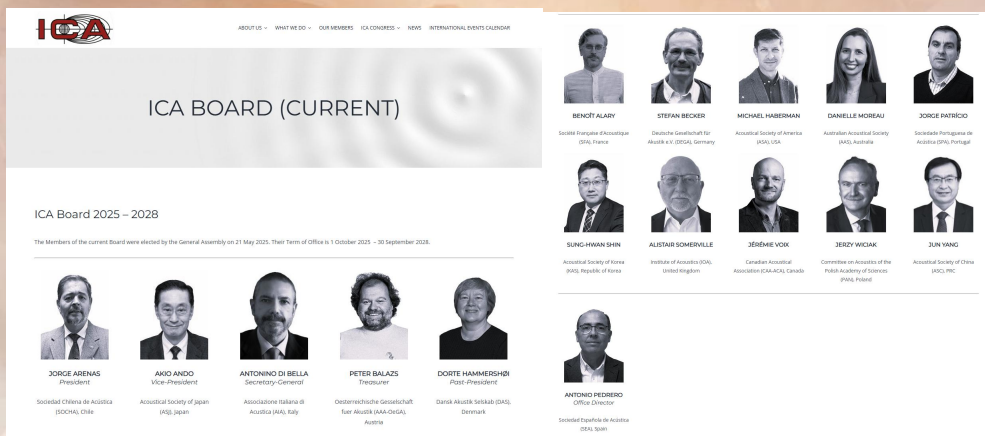 ICA
ABOUT US WHAT WE DO OUR MEMBERS ICA CONGRESS NEWS INTERNATIONAL EVENTS CALENDAR
ICA BOARD (CURRENT)
ICA Board 2025 – 2028
The Members of the current Board were elected by the General Assembly on 21 May 2025. Their Term of Office is 1 October 2025 – 30 September 2028.
JORGE ARENAS
President
Sociedad Chilena de Acústica
(SOCHA), Chile
AKIO ANDO
Vice-President
Acoustical Society of Japan
(ASJ), Japan
ANTONINO DI BELLA
Secretary-General
Associazione Italiana di
Acustica (AIA), Italy
PETER BALAZS
Treasurer
Oesterreichische Gesselschaft
fuer Akustik (AAA-OeGA),
Austria
DORTE HAMMERSHØI
Past-President
Dansk Akustik Selskab (DAS),
Denmark
BENOÎT ALARY
Société Française d'Acoustique
(SFA), France
STEFAN BECKER
Deutsche Gesellschaft für
Akustik e.V. (DEGA), Germany
MICHAEL HABERMAN
Acoustical Society of America
(ASA), USA
DANIELLE MOREAU
Australian Acoustical Society
(AAS), Australia
JORGE PATRÍCIO
Sociedade Portuguesa de
Acústica (SPA), Portugal
SUNG-HWAN SHIN
Acoustical Society of Korea
(KAS), Republic of Korea
ALISTAIR SOMERVILLE
Institute of Acoustics (IOA),
United Kingdom
JÉRÉMIE VOIX
Canadian Acoustical
Association (CAA-ACA), Canada
JERZY WICIAK
Committee on Acoustics of the
Polish Academy of Sciences
(PAN), Poland
JUN YANG
Acoustical Society of China
(ASC), PRC
ANTONIO PEDRERO
Office Director
Sociedad Española de Acústica
(SEA), Spain